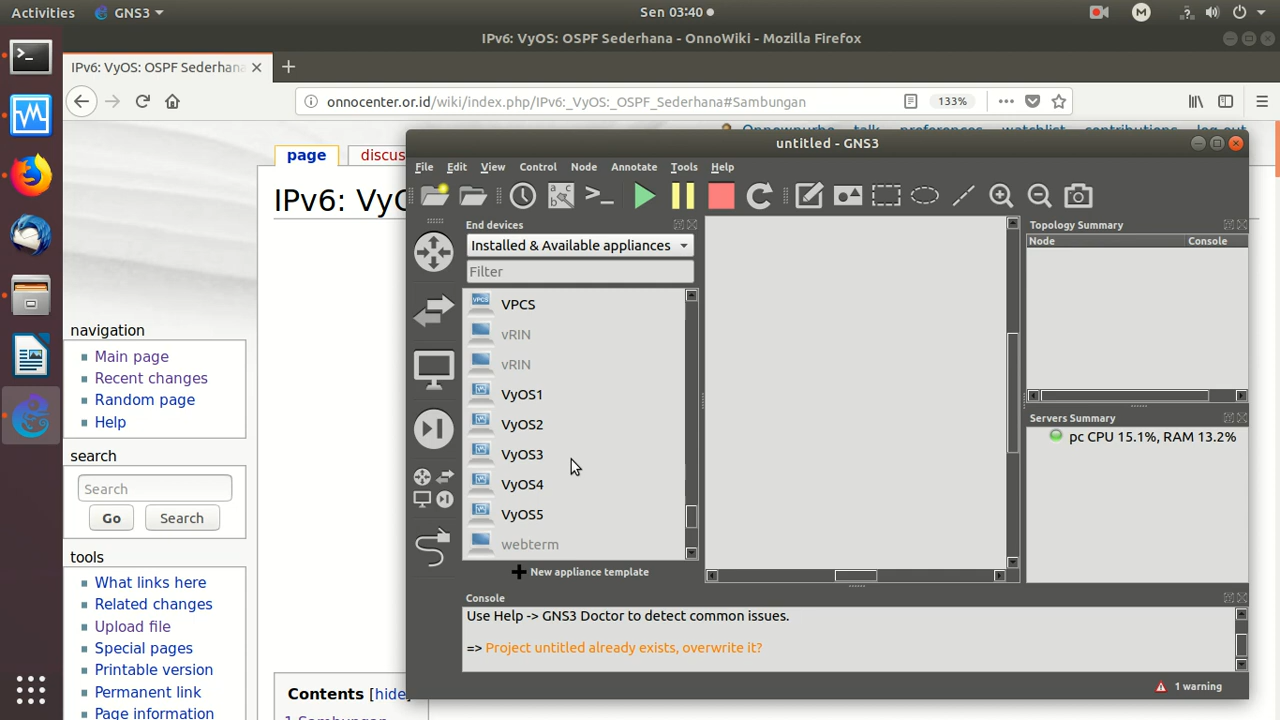 Activities
GNS3
Sen 03:40
M
IPv6: VyOS: OSPF Sederhana - OnnoWiki - Mozilla Firefox
IPv6: VyOS: OSPF Sederhana
onnocenter.or.id/wiki/index.php/IPv6:_VyOS:_OSPF_Sederhana#Sambungan
133%
page
discus
IPv6: VyO
navigation
Main page
Recent changes
Random page
Help
search
Search
Go
Search
tools
What links here
Related changes
Upload file
Special pages
Printable version
Permanent link
Page information
Contents [hide]
untitled - GNS3
File Edit View Control Node Annotate Tools Help
End devices
Installed & Available appliances
Filter
VPCS
vRIN
vRIN
VyOS1
VyOS2
VyOS3
VyOS4
VyOS5
webterm
New appliance template
Topology Summary
Node Console
Servers Summary
pc CPU 15.1%, RAM 13.2%
Console
Use Help -> GNS3 Doctor to detect common issues.
=> Project untitled already exists, overwrite it?
1 warning